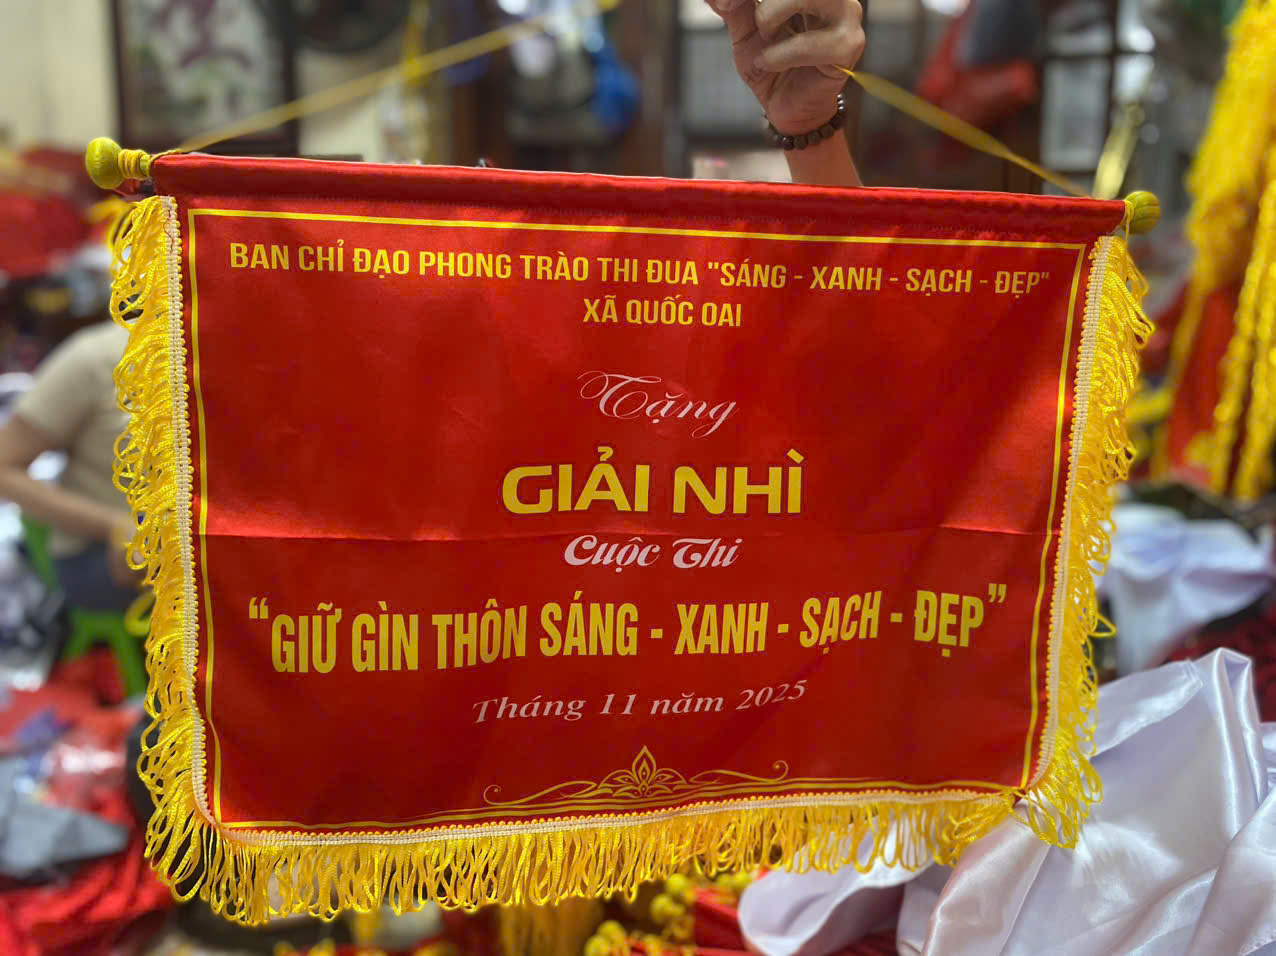 BAN CHỈ ĐẠO PHONG TRÀO THI ĐUA "SÁNG - XANH - SẠCH - ĐẸP"
XÃ QUỐC OAI
Tặng
GIẢI NHÌ
Cuộc Thi
“GIỮ GÌN THÔN SÁNG - XANH - SẠCH - ĐẸP”
Tháng 11 năm 2025